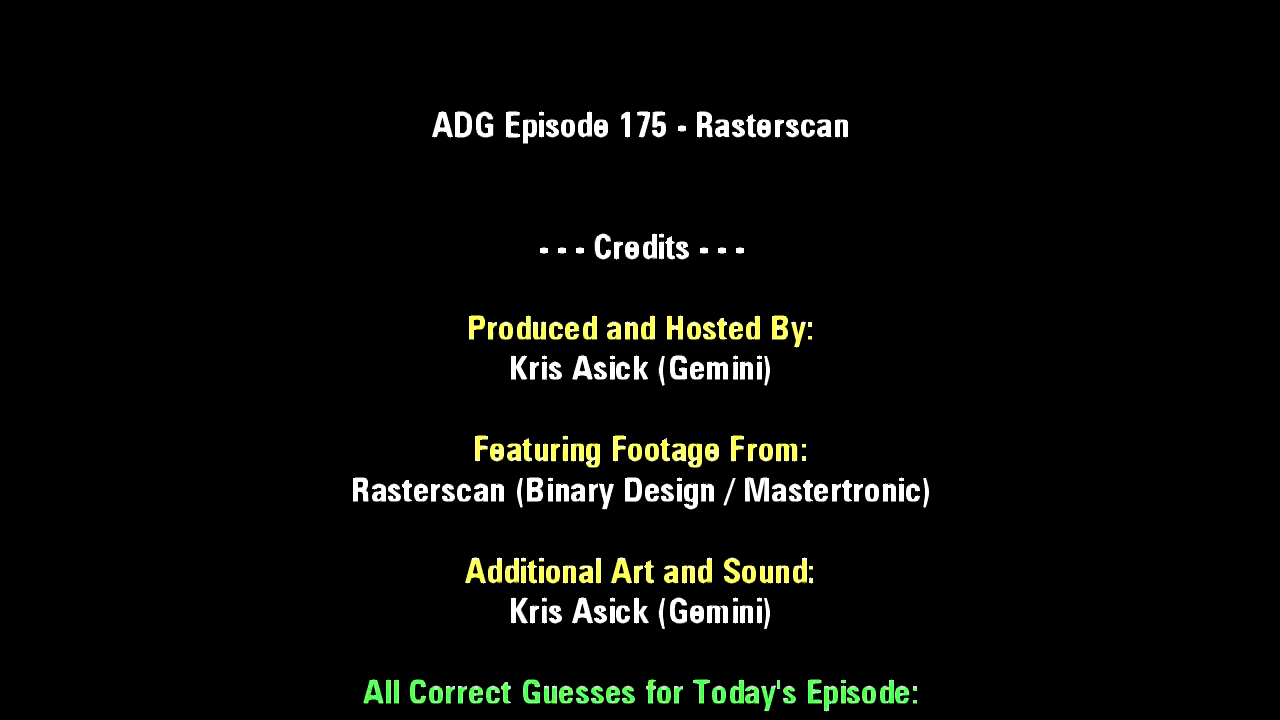 ADG Episode 175 - Rasterscan
- - - Credits - - -
Produced and Hosted By:
Kris Asick (Gemini)
Featuring Footage From:
Rasterscan (Binary Design / Mastertronic)
Additional Art and Sound:
Kris Asick (Gemini)
All Correct Guesses for Today's Episode: